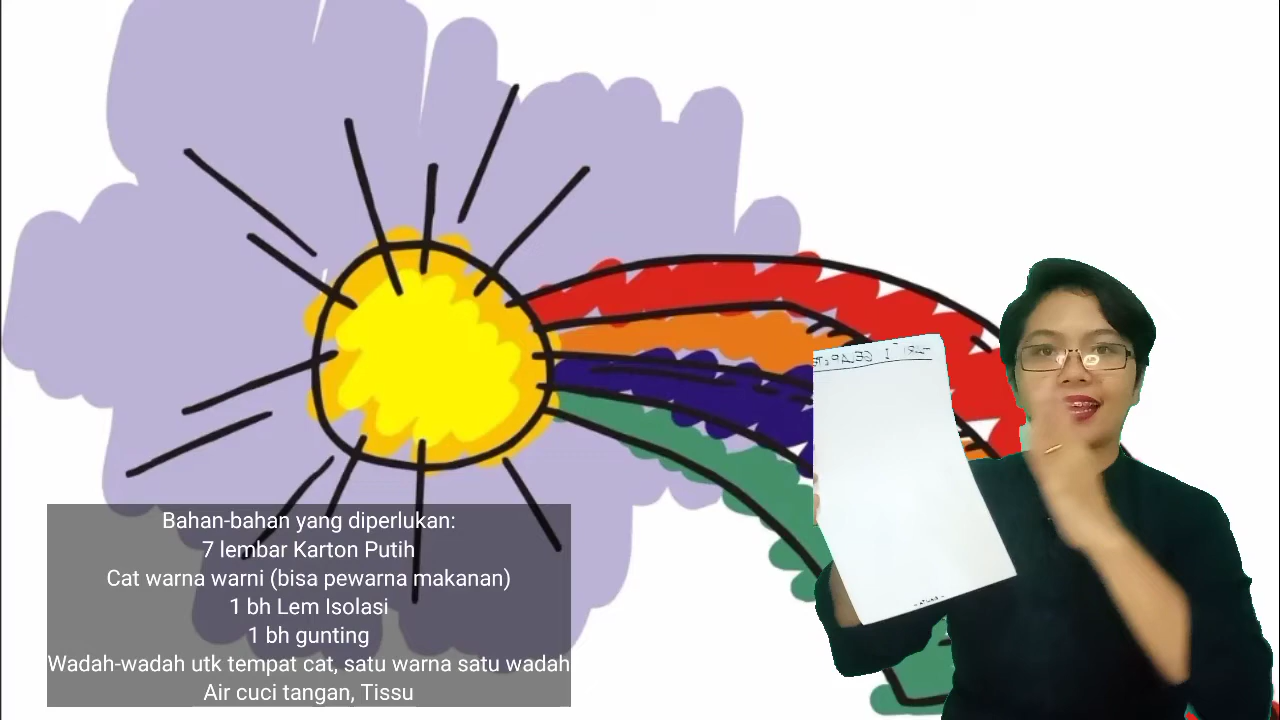 Bahan-bahan yang diperlukan:
7 lembar Karton Putih
Cat warna warni (bisa pewarna makanan)
1 bh Lem Isolasi
1 bh gunting
Wadah-wadah utk tempat cat, satu warna satu wadah
Air cuci tangan, Tissu